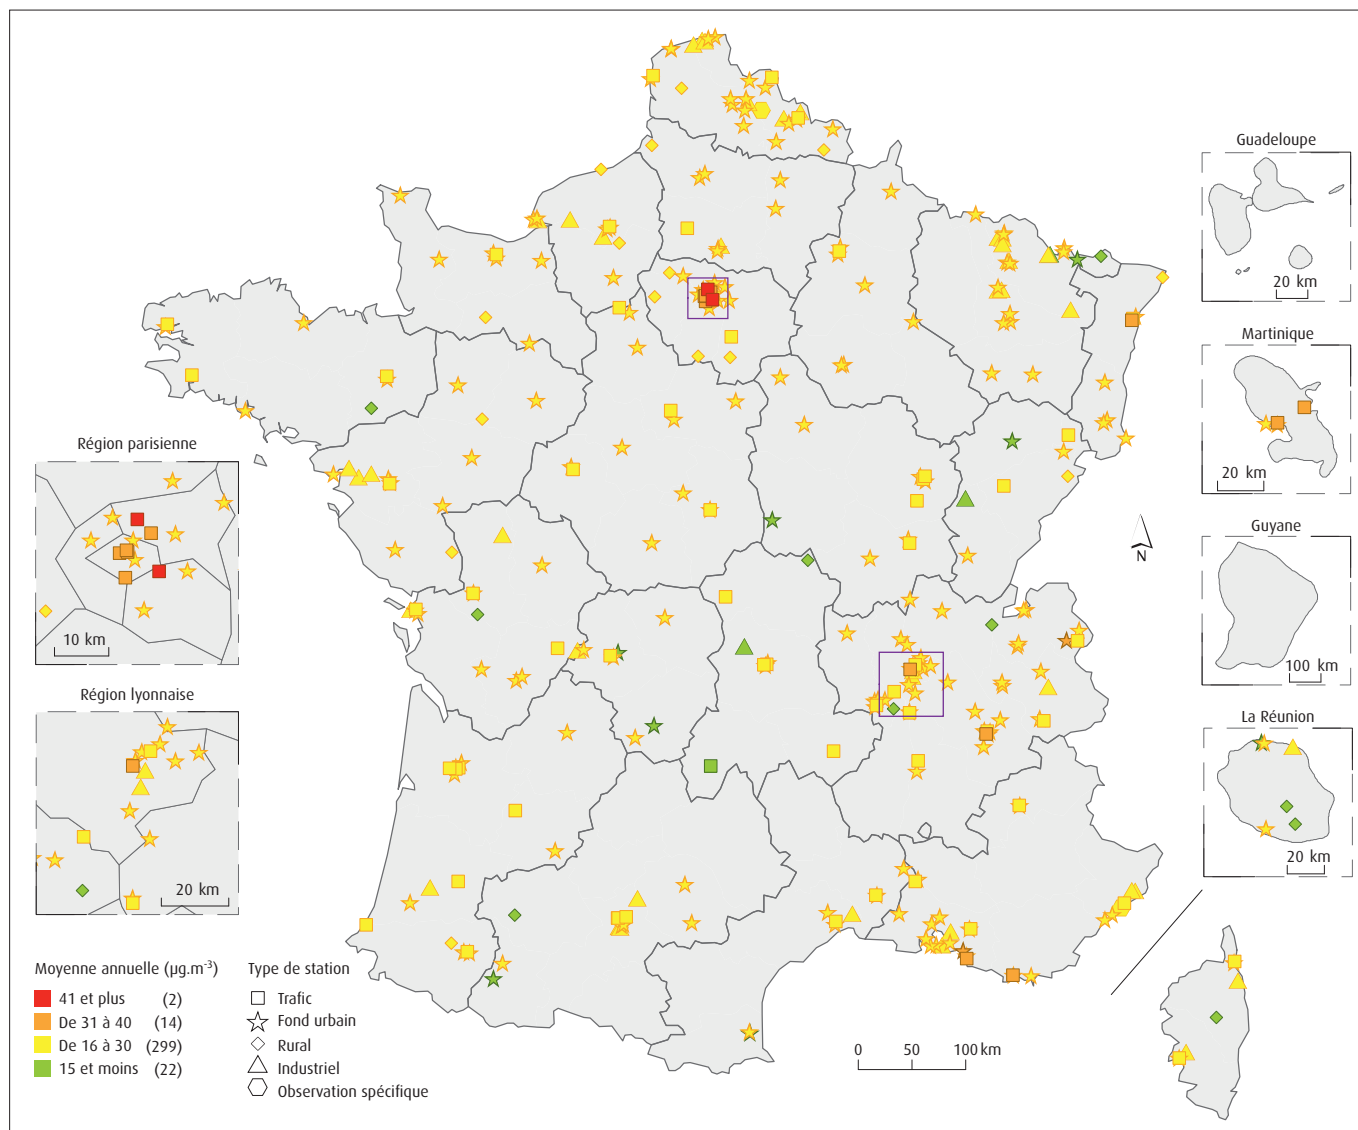 Guadeloupe
20 km
Martinique
20 km
Guyane
100 km
La Réunion
20 km
Région parisienne
10 km
Région lyonnaise
20 km
N
Moyenne annuelle (µg.m-3)
41 et plus (2)
De 31 à 40 (14)
De 16 à 30 (299)
15 et moins (22)
Type de station
Trafic
Fond urbain
Rural
Industriel
Observation spécifique
0 50 100 km